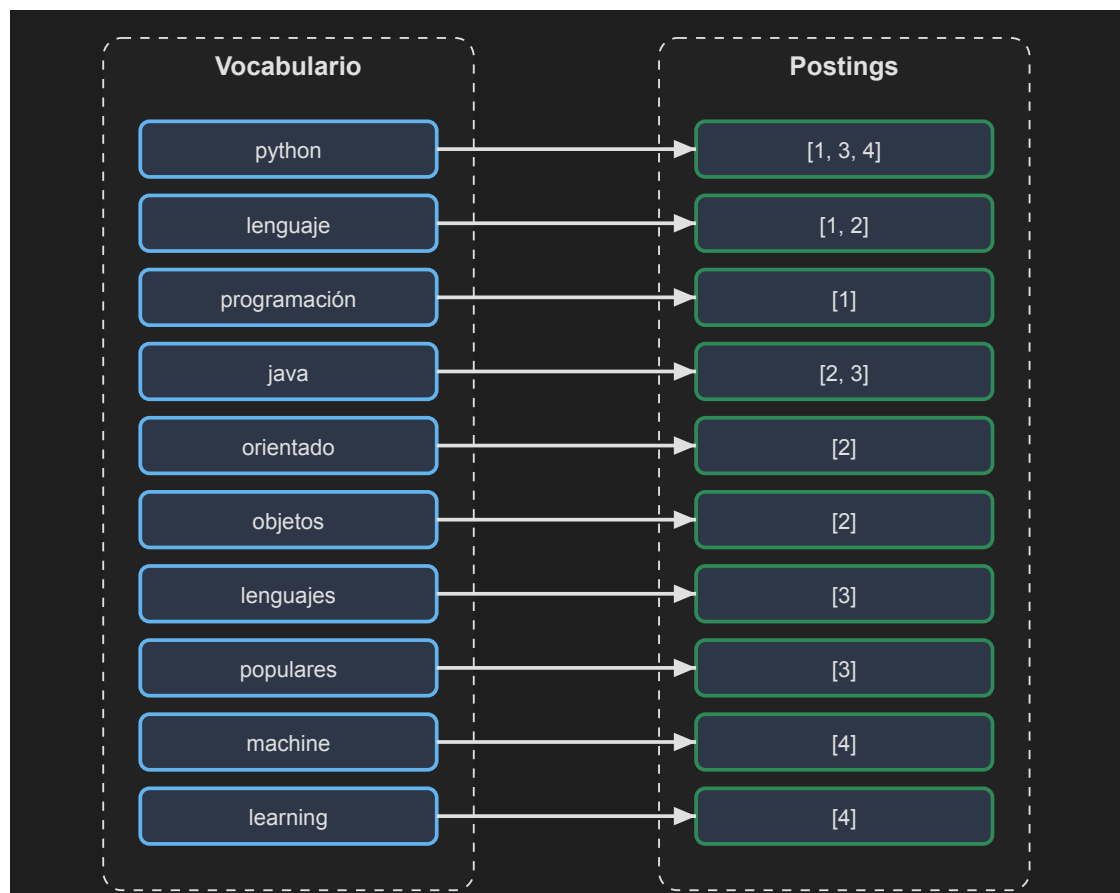 Vocabulario
Postings
python
[1, 3, 4]
lenguaje
[1, 2]
programación
[1]
java
[2, 3]
orientado
[2]
objetos
[2]
lenguajes
[3]
populares
[3]
machine
[4]
learning
[4]